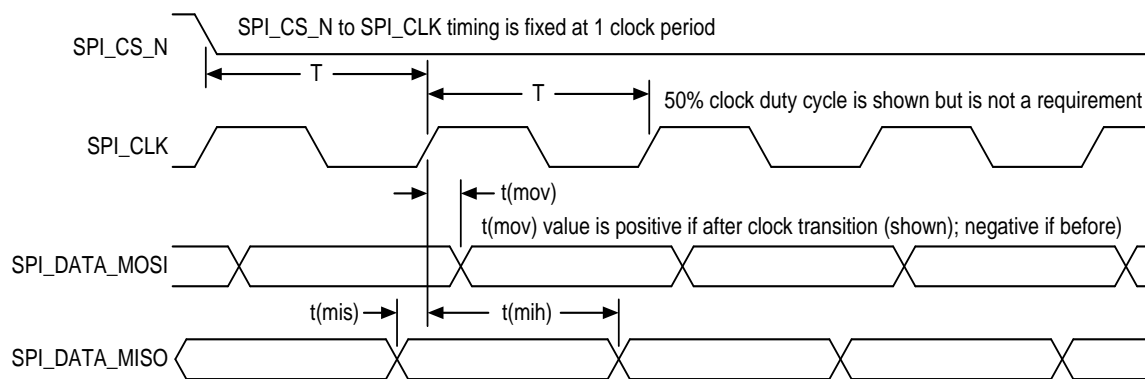 SPI_CS_N to SPI_CLK timing is fixed at 1 clock period
SPI_CS_N
T
T
50% clock duty cycle is shown but is not a requirement
SPI_CLK
t(mov)
t(mov) value is positive if after clock transition (shown); negative if before)
SPI_DATA_MOSI
t(mis)
t(mih)
SPI_DATA_MISO